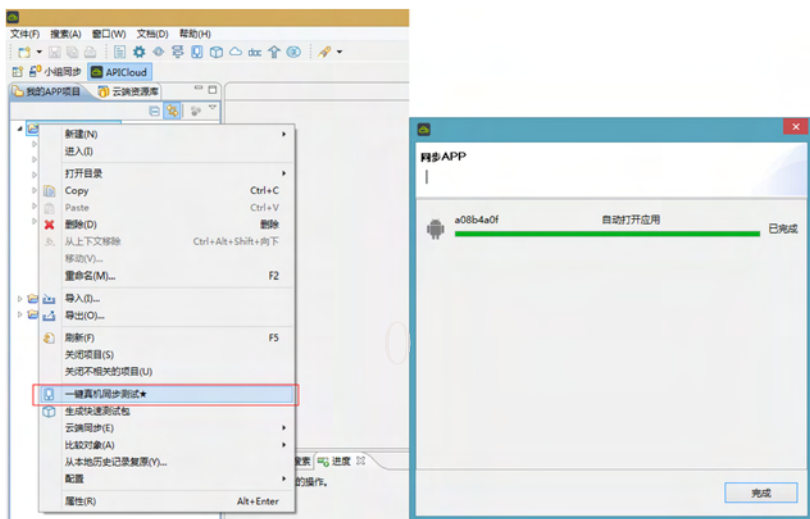 文件(F) 搜索(A) 窗口(W) 文档(D) 帮助(H)
doc
小组同步 APICloud
我的APP项目 云端资源库
新建(N)
进入(I)
打开目录
Copy Ctrl+C
Paste Ctrl+V
删除(D) 删除
从上下文移除 Ctrl+Alt+Shift+向下
移动(V)...
重命名(M)... F2
导入(I)...
导出(O)...
刷新(F) F5
关闭项目(S)
关闭不相关的项目(U)
一键真机同步测试★
生成快速测试包
云端同步(E)
比较对象(A)
从本地历史记录复原(Y)...
配置
属性(R) Alt+Enter
搜索 进度
的操作。
同步APP
a08b4a0f 自动打开应用
已完成
完成